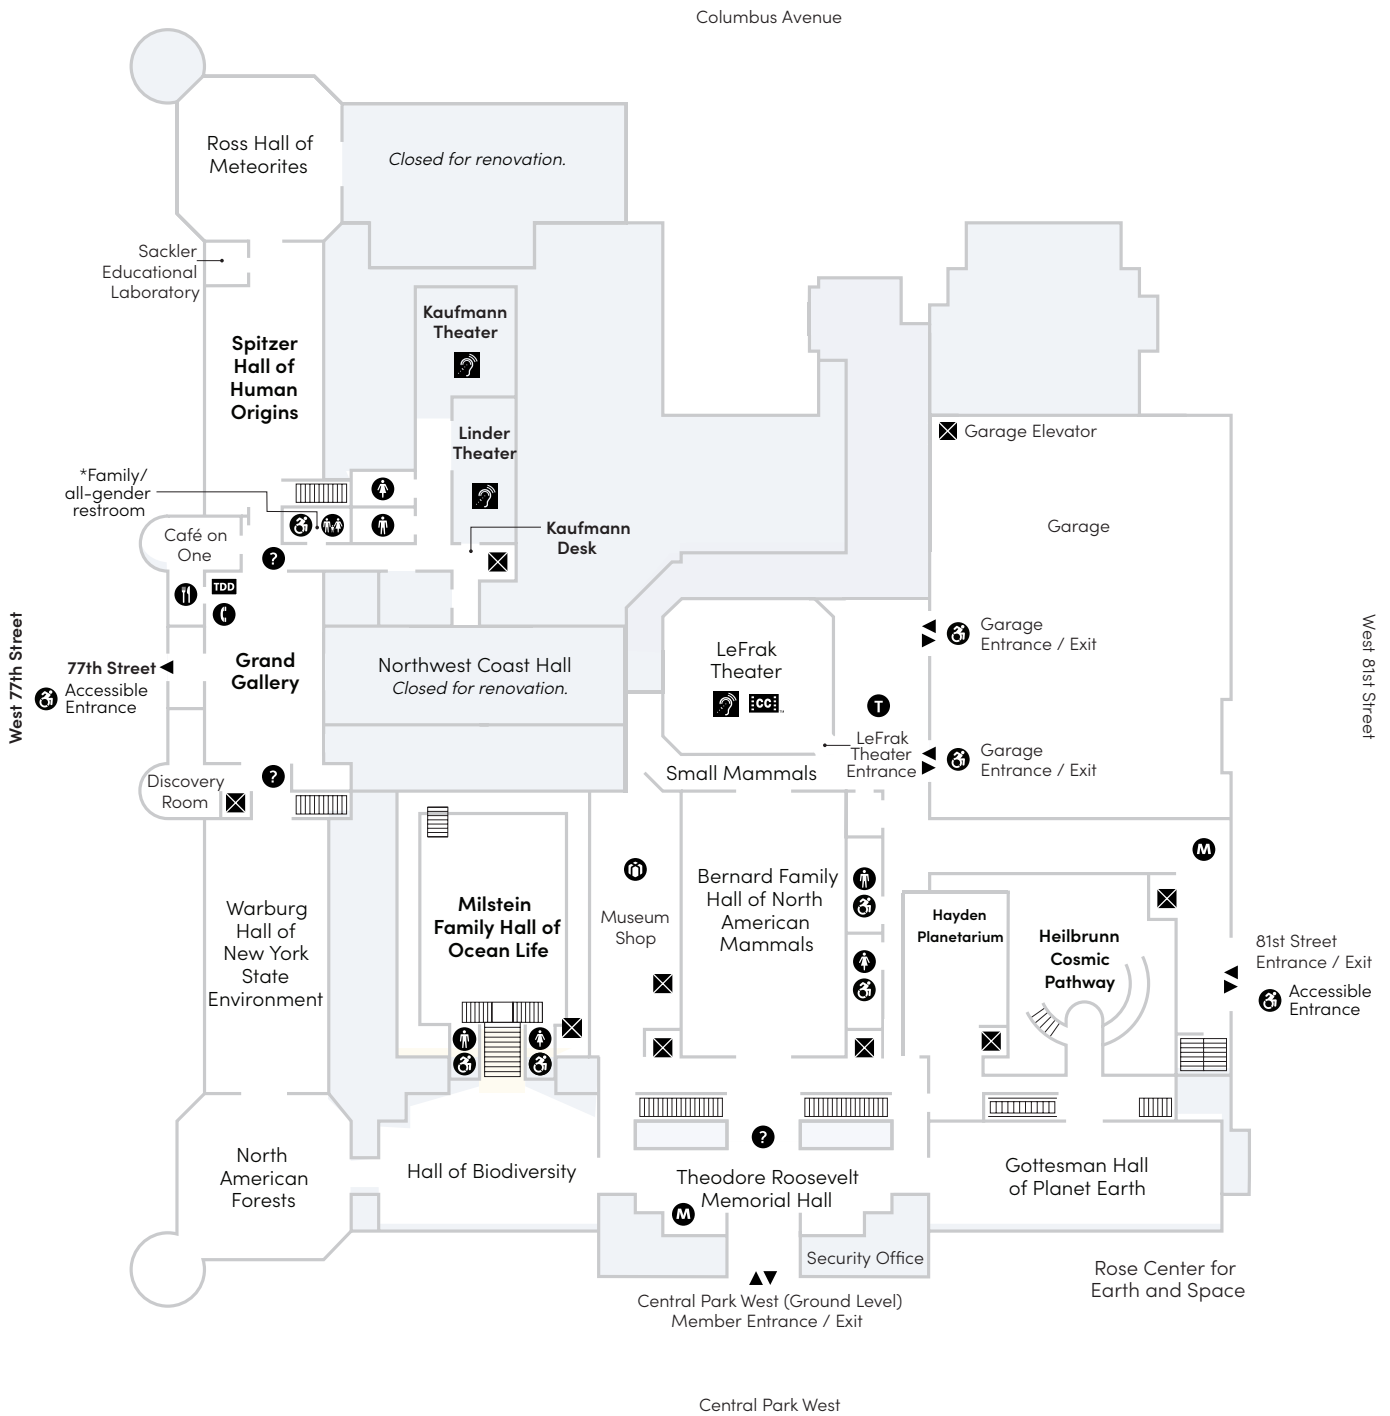 Columbus Avenue
Ross Hall of
Meteorites
Closed for renovation.
Sackler
Educational
Laboratory
Spitzer
Hall of
Human
Origins
Kaufmann
Theater
Linder
Theater
*Family/
all-gender
restroom
Kaufmann
Desk
Café on
One
?
TDD
Garage Elevator
Garage
West 77th Street
77th Street
Accessible
Entrance
Grand
Gallery
Northwest Coast Hall
Closed for renovation.
LeFrak
Theater
CC
T
LeFrak
Theater
Entrance
Garage
Entrance / Exit
Garage
Entrance / Exit
West 81st Street
Small Mammals
Discovery
Room
?
Warburg
Hall of
New York
State
Environment
Milstein
Family Hall of
Ocean Life
Museum
Shop
Bernard Family
Hall of North
American
Mammals
M
Hayden
Planetarium
Heilbrunn
Cosmic
Pathway
81st Street
Entrance / Exit
Accessible
Entrance
North
American
Forests
Hall of Biodiversity
?
Theodore Roosevelt
Memorial Hall
M
Gottesman Hall
of Planet Earth
Security Office
Central Park West (Ground Level)
Member Entrance / Exit
Rose Center for
Earth and Space
Central Park West